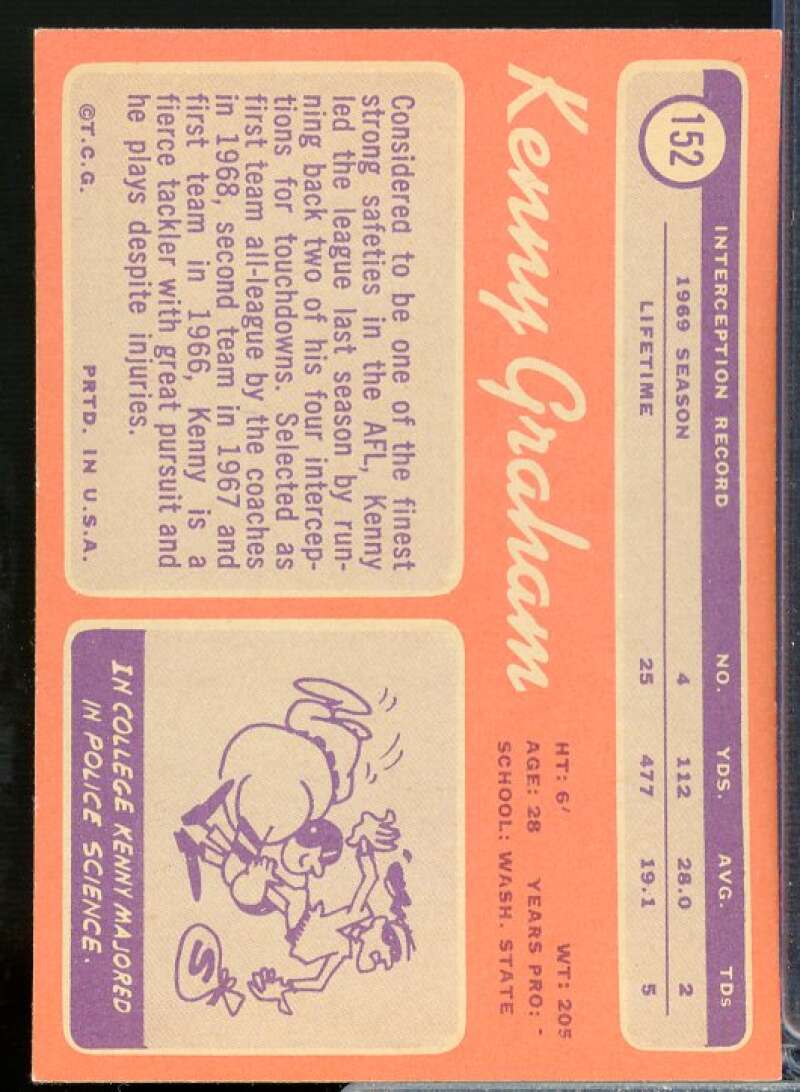 152
INTERCEPTION RECORD NO. YDS. AVG. TDs
1969 SEASON 4 112 28.0 2
LIFETIME 25 477 19.1 5
Kenny Graham
HT: 6' WT: 205
AGE: 28 YEARS PRO:
SCHOOL: WASH. STATE
Considered to be one of the finest
strong safeties in the AFL, Kenny
led the league last season by run-
ning back two of his four intercep-
tions for touchdowns. Selected as
first team all-league by the coaches
in 1968, second team in 1967 and
first team in 1966, Kenny is a
fierce tackler with great pursuit and
he plays despite injuries.
©T.C.G. PRTD. IN U.S.A.
S
IN COLLEGE KENNY MAJORED
IN POLICE SCIENCE.